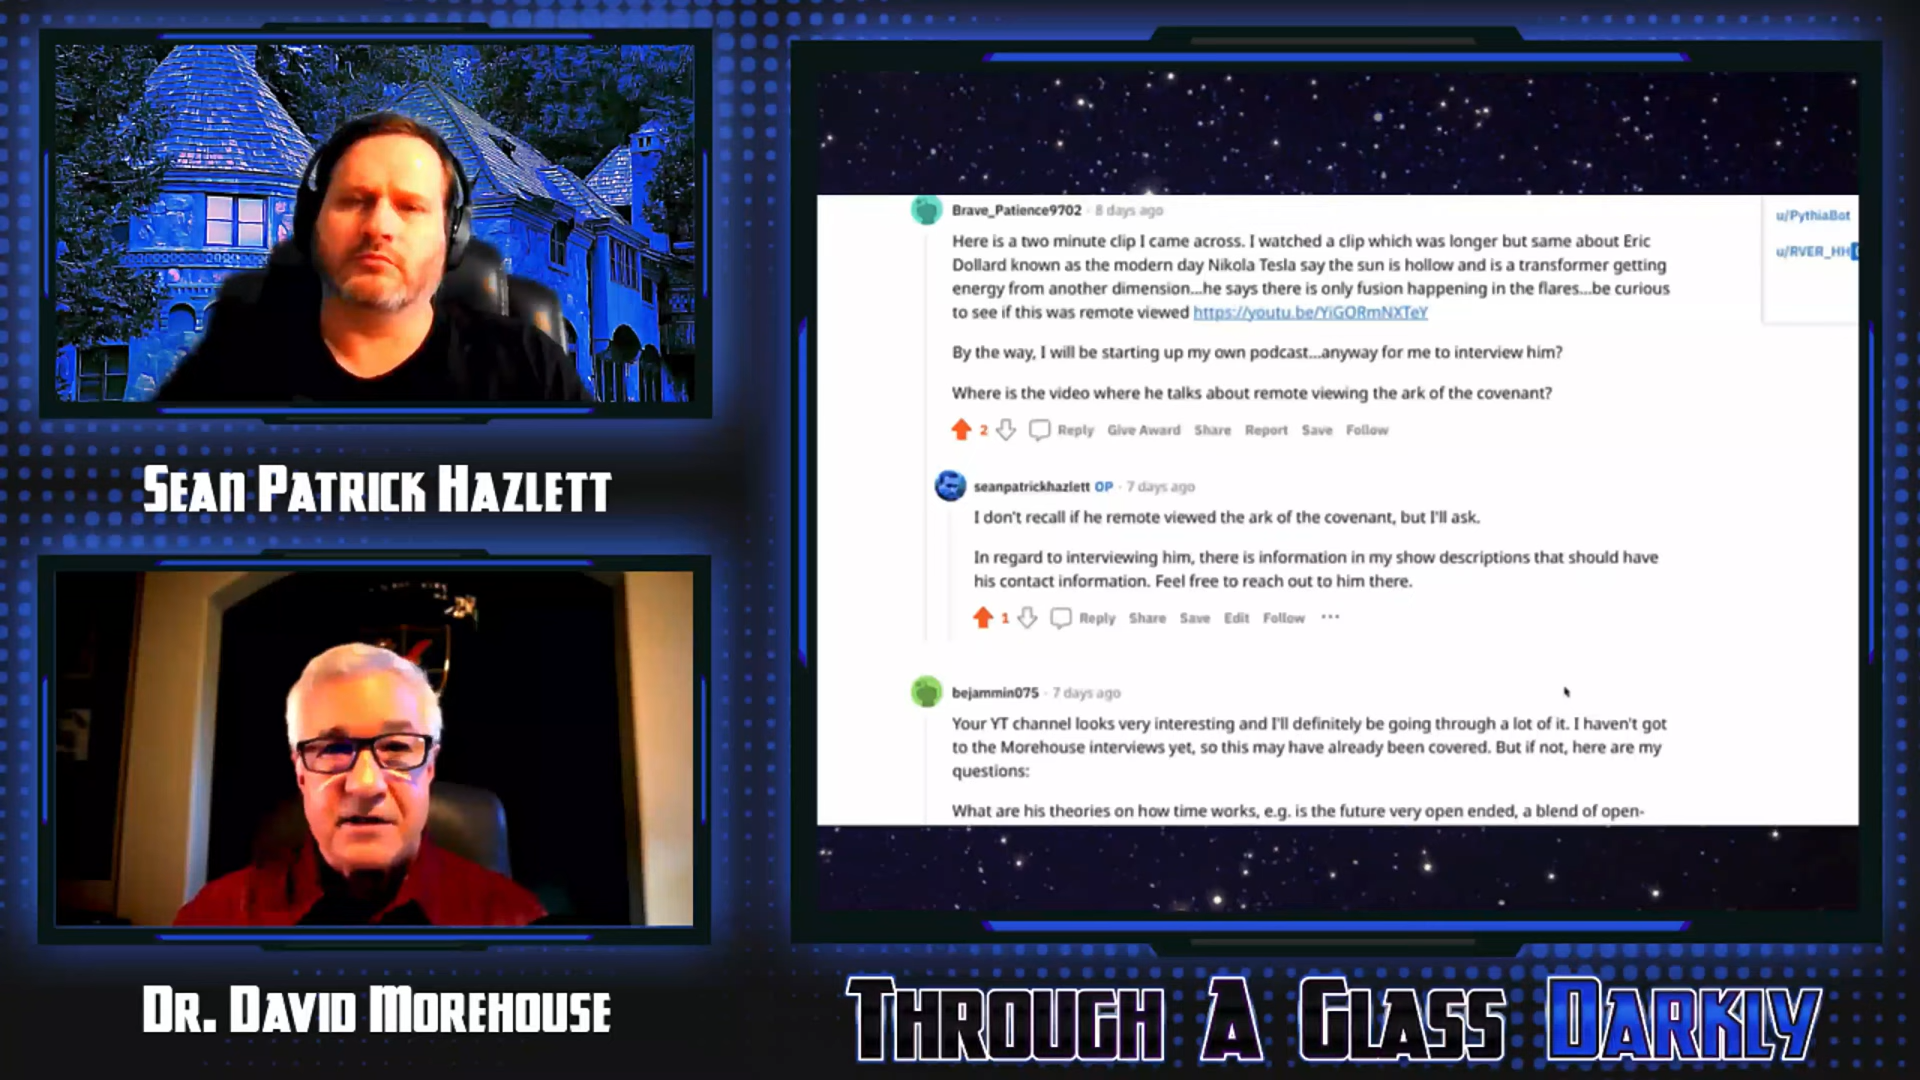 SEAN PATRICK HAZLETT
DR. DAVID MOREHOUSE
Brave_Patience9702 · 8 days ago
Here is a two minute clip I came across. I watched a clip which was longer but same about Eric
Dollard known as the modern day Nikola Tesla say the sun is hollow and is a transformer getting
energy from another dimension...he says there is only fusion happening in the flares...be curious
to see if this was remote viewed https://youtu.be/YiGORmNXTeY
By the way, I will be starting up my own podcast...anyway for me to interview him?
Where is the video where he talks about remote viewing the ark of the covenant?
2 Reply Give Award Share Report Save Follow
seanpatrickhazlett OP · 7 days ago
I don't recall if he remote viewed the ark of the covenant, but I'll ask.
In regard to interviewing him, there is information in my show descriptions that should have
his contact information. Feel free to reach out to him there.
1 Reply Share Save Edit Follow ...
bejammin075 · 7 days ago
Your YT channel looks very interesting and I'll definitely be going through a lot of it. I haven't got
to the Morehouse interviews yet, so this may have already been covered. But if not, here are my
questions:
What are his theories on how time works, e.g. is the future very open ended, a blend of open-
u/PythiaBot
u/RVER_HH
THROUGH A GLASS DARKLY